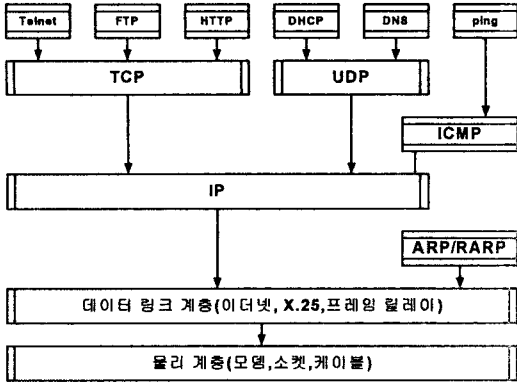 Telnet
FTP
HTTP
DHCP
DNS
ping
TCP
UDP
ICMP
IP
ARP/RARP
데이터 링크 계층(이더넷, X.25,프레임 릴레이)
물리 계층(모뎀,소켓,케이블)